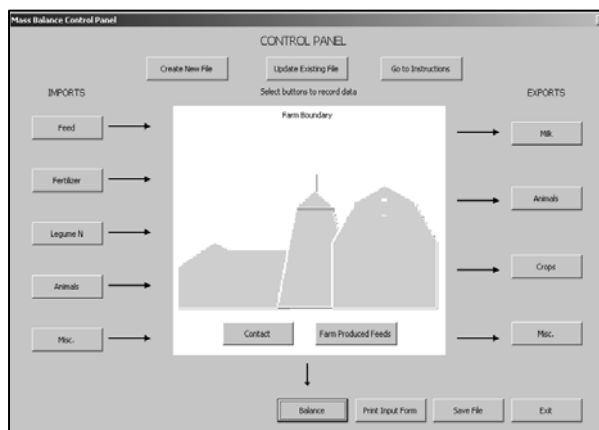 Mass Balance Control Panel
CONTROL PANEL
Create New File
Update Existing File
Go to Instructions
Select buttons to record data
IMPORTS
EXPORTS
Farm Boundary
Feed
Milk
Fertilizer
Animals
Legume N
Crops
Animals
Misc.
Misc.
Contact
Farm Produced Feeds
Balance
Print Input Form
Save File
Exit